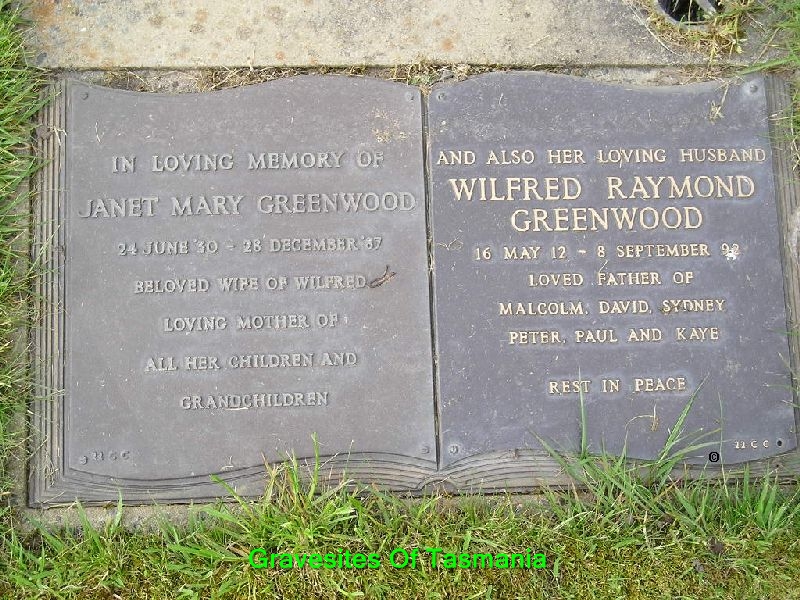 IN LOVING MEMORY OF
JANET MARY GREENWOOD
24 JUNE '30 - 28 DECEMBER '87
BELOVED WIFE OF WILFRED
LOVING MOTHER OF
ALL HER CHILDREN AND
GRANDCHILDREN
AND ALSO HER LOVING HUSBAND
WILFRED RAYMOND
GREENWOOD
16 MAY 12 - 8 SEPTEMBER
LOVED FATHER OF
MALCOLM, DAVID, SYDNEY
PETER, PAUL AND KAYE
REST IN PEACE
22 C C
©
Gravesites Of Tasmania